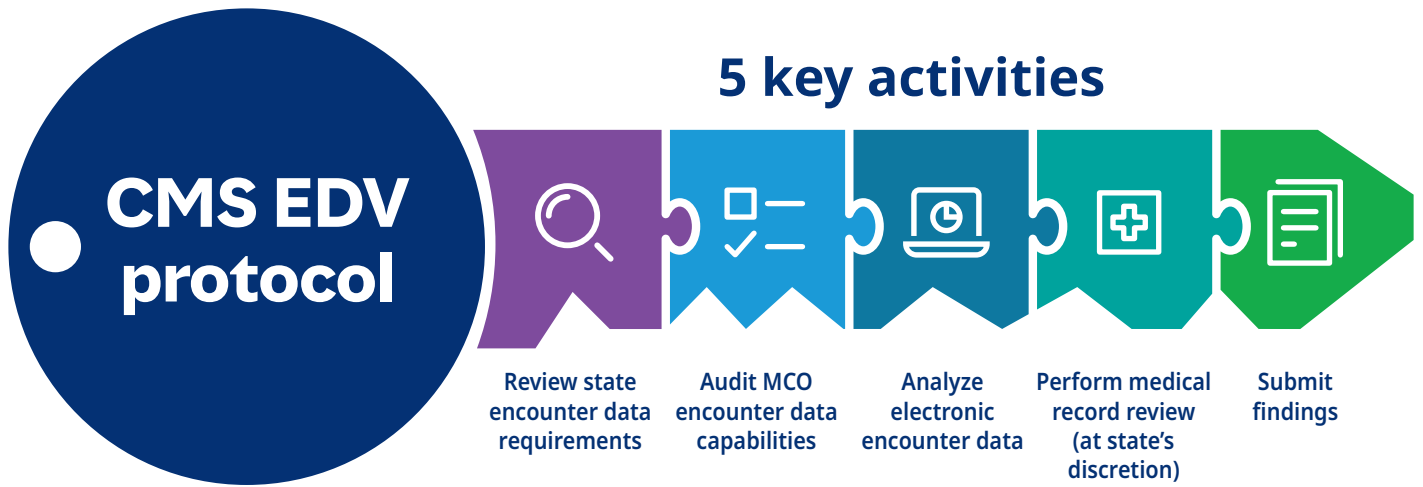 CMS EDV
protocol
5 key activities
Review state
encounter data
requirements
Audit MCO
encounter data
capabilities
Analyze
electronic
encounter data
Perform medical
record review
(at state’s
discretion)
Submit
findings